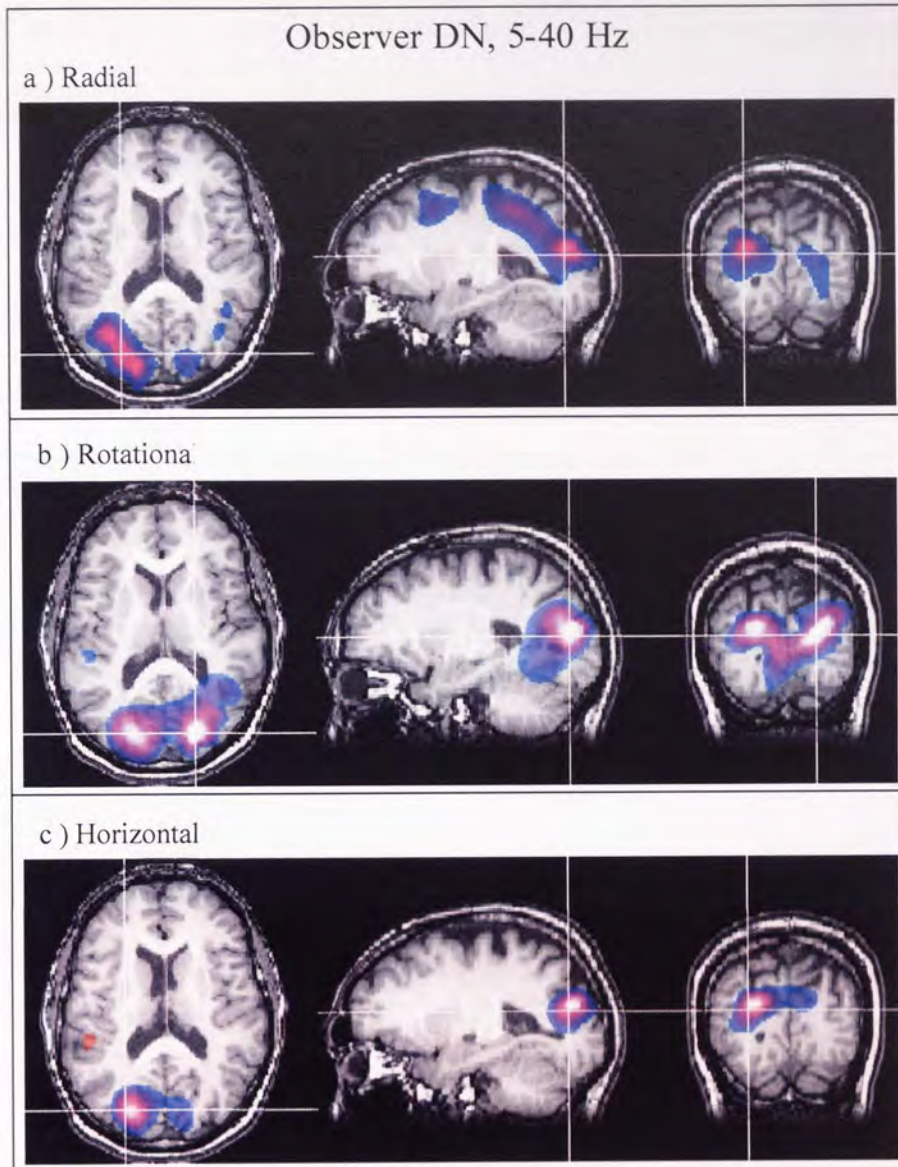 Observer DN, 5-40 Hz
a ) Radial
b ) Rotationa
c ) Horizontal